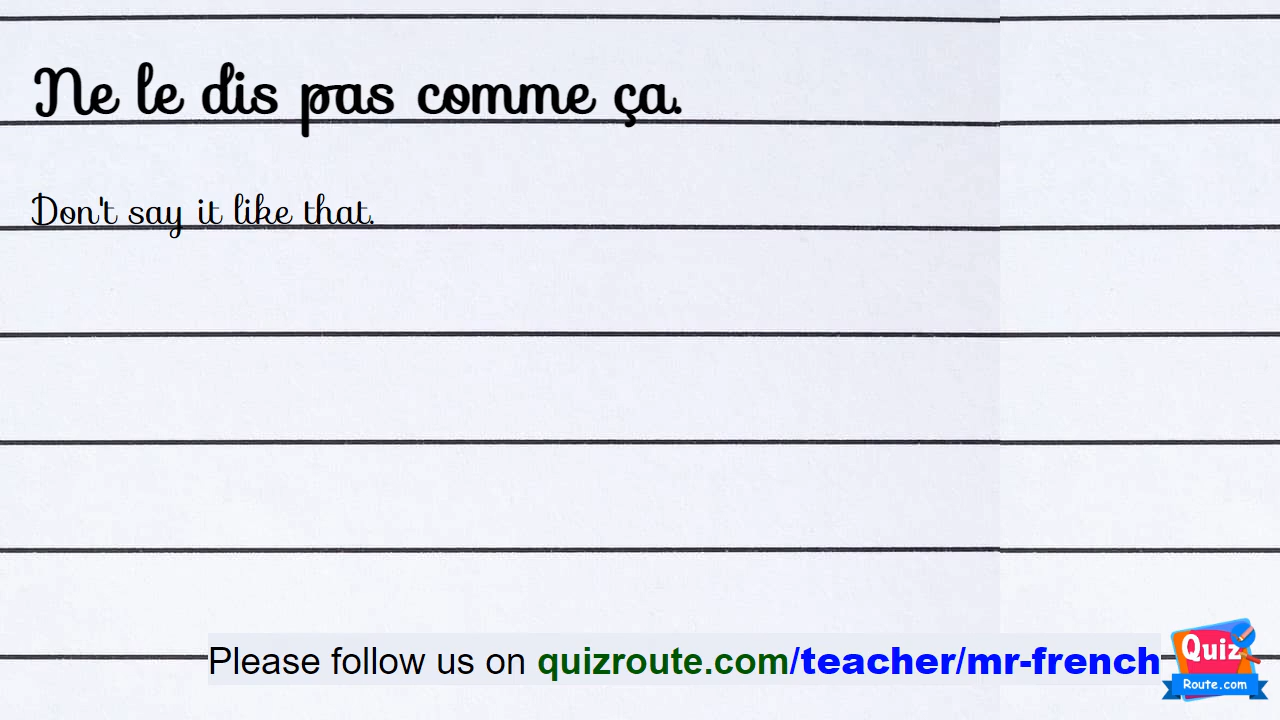 Ne le dis pas comme ça.
Don't say it like that.
Please follow us on quizroute.com/teacher/mr-french
Quiz
Route.com